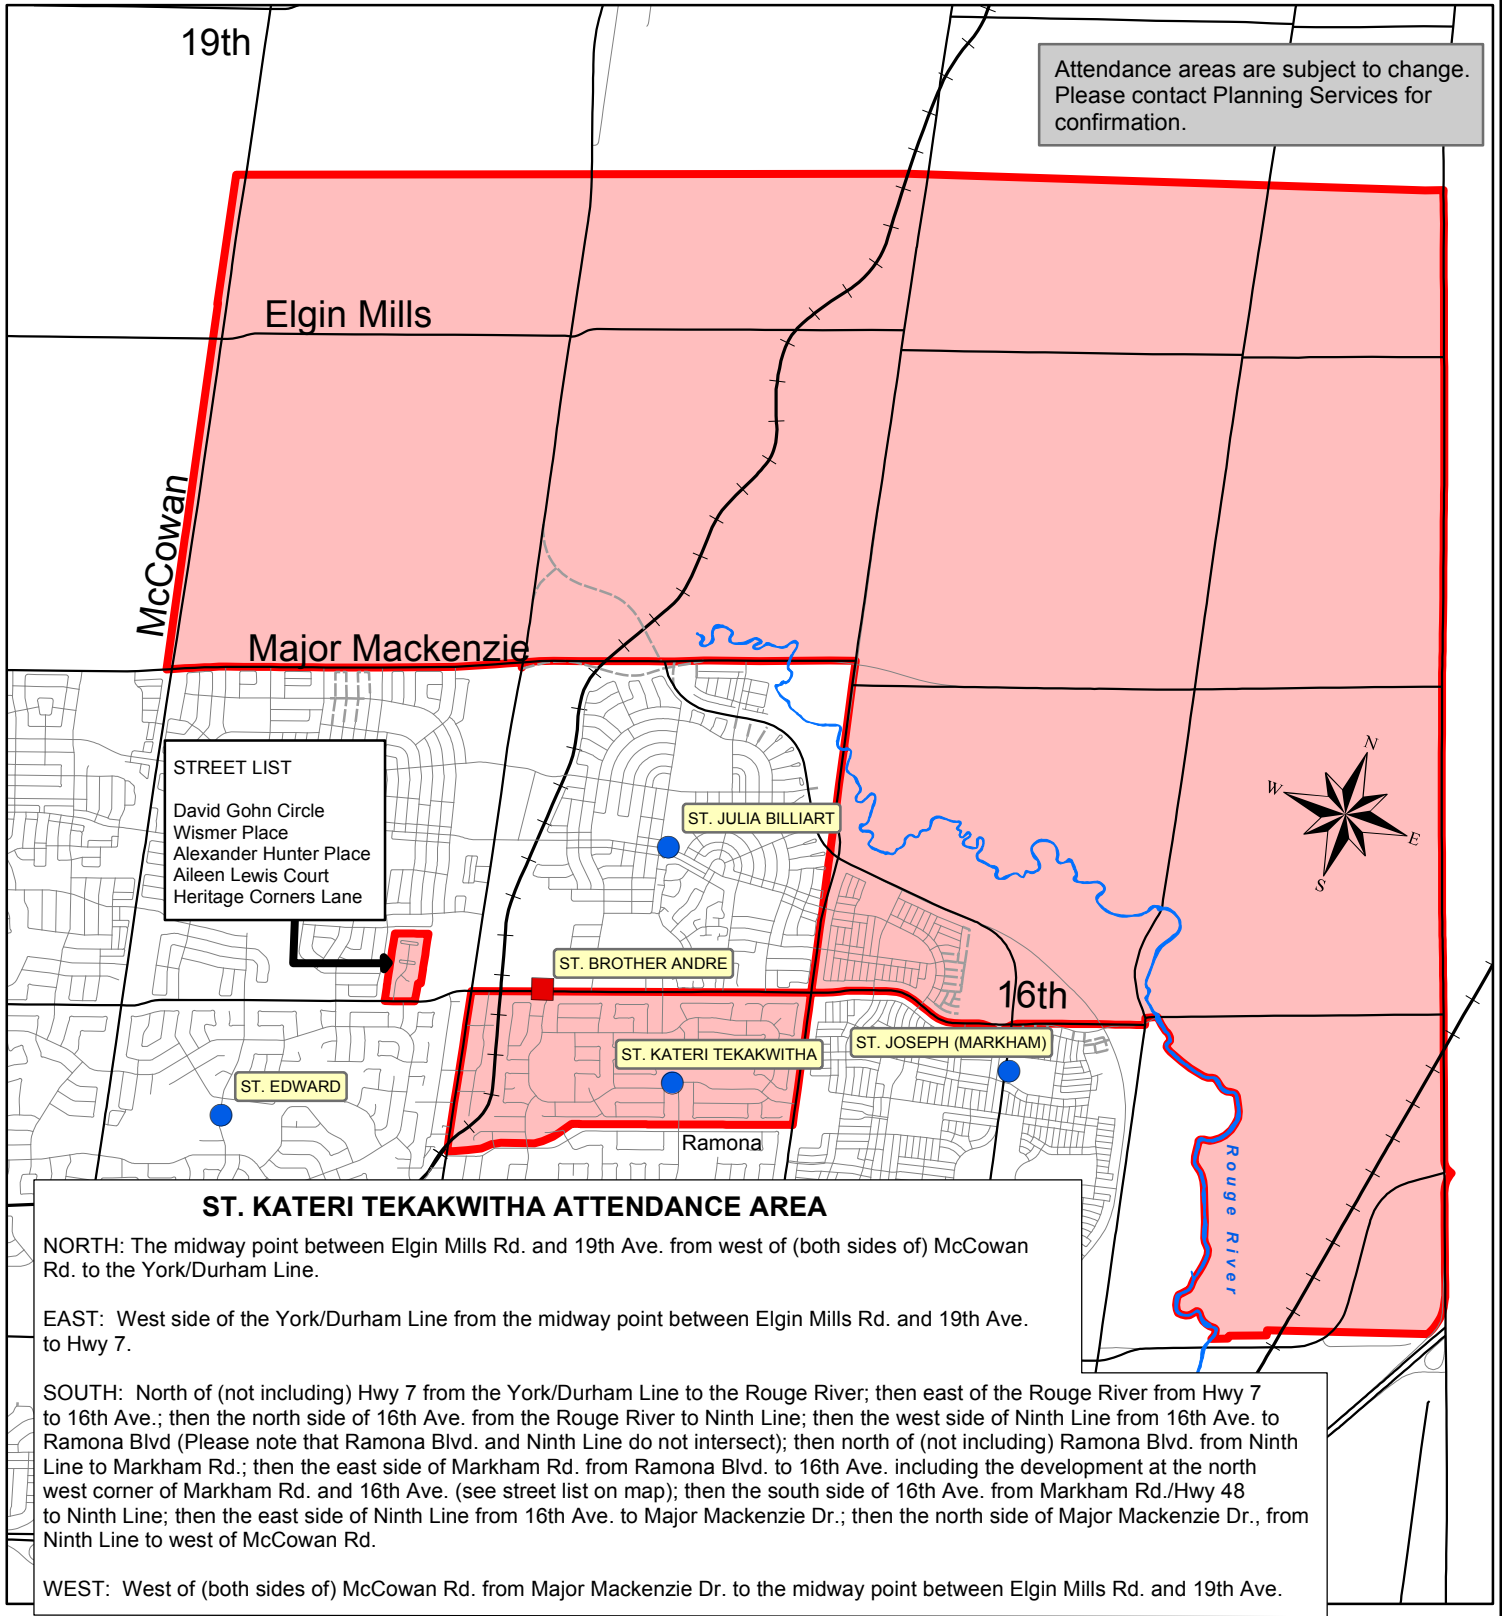 19th
Attendance areas are subject to change.
Please contact Planning Services for
confirmation.
Elgin Mills
McCowan
Major Mackenzie
N
W
E
S
STREET LIST
David Gohn Circle
Wismer Place
Alexander Hunter Place
Aileen Lewis Court
Heritage Corners Lane
ST. JULIA BILLIART
ST. BROTHER ANDRE
16th
ST. KATERI TEKAKWITHA
ST. JOSEPH (MARKHAM)
ST. EDWARD
Ramona
Rouge River
ST. KATERI TEKAKWITHA ATTENDANCE AREA
NORTH: The midway point between Elgin Mills Rd. and 19th Ave. from west of (both sides of) McCowan
Rd. to the York/Durham Line.
EAST: West side of the York/Durham Line from the midway point between Elgin Mills Rd. and 19th Ave.
to Hwy 7.
SOUTH: North of (not including) Hwy 7 from the York/Durham Line to the Rouge River; then east of the Rouge River from Hwy 7
to 16th Ave.; then the north side of 16th Ave. from the Rouge River to Ninth Line; then the west side of Ninth Line from 16th Ave. to
Ramona Blvd (Please note that Ramona Blvd. and Ninth Line do not intersect); then north of (not including) Ramona Blvd. from Ninth
Line to Markham Rd.; then the east side of Markham Rd. from Ramona Blvd. to 16th Ave. including the development at the north
west corner of Markham Rd. and 16th Ave. (see street list on map); then the south side of 16th Ave. from Markham Rd./Hwy 48
to Ninth Line; then the east side of Ninth Line from 16th Ave. to Major Mackenzie Dr.; then the north side of Major Mackenzie Dr., from
Ninth Line to west of McCowan Rd.
WEST: West of (both sides of) McCowan Rd. from Major Mackenzie Dr. to the midway point between Elgin Mills Rd. and 19th Ave.